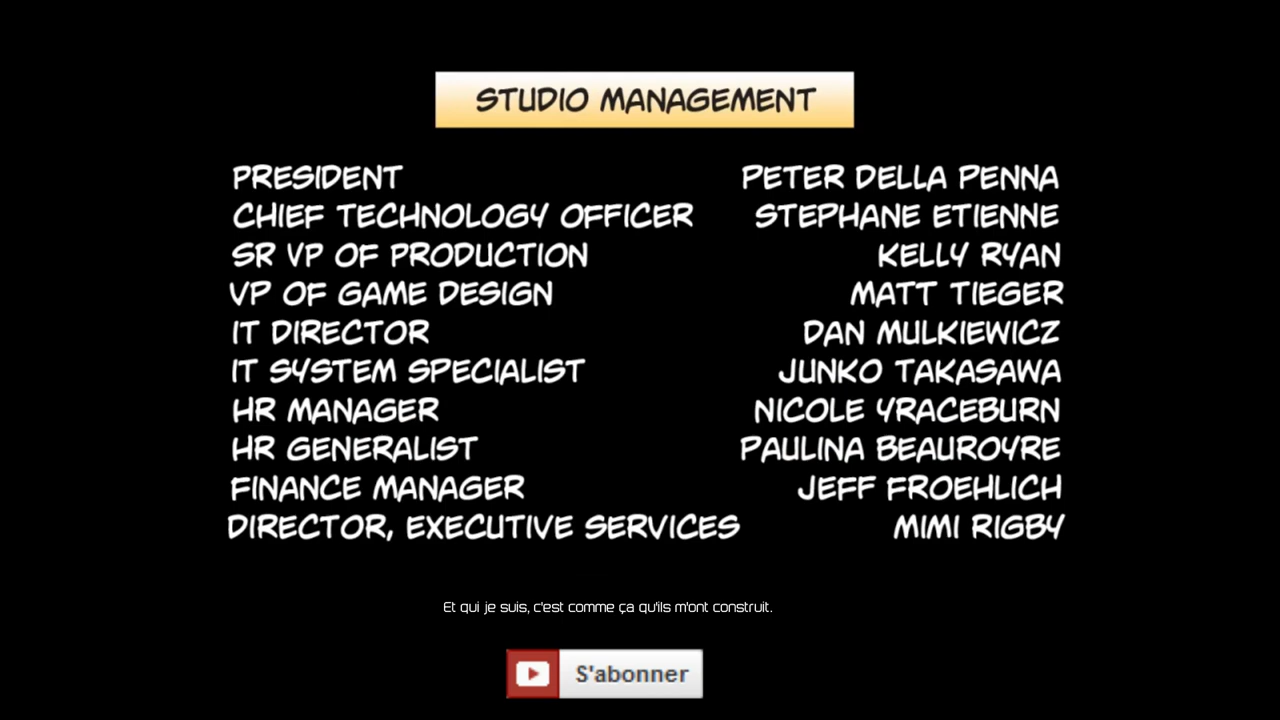 STUDIO MANAGEMENT
PRESIDENT PETER DELLA PENNA
CHIEF TECHNOLOGY OFFICER STEPHANE ETIENNE
SR VP OF PRODUCTION KELLY RYAN
VP OF GAME DESIGN MATT TIEGER
IT DIRECTOR DAN MULKIEWICZ
IT SYSTEM SPECIALIST JUNKO TAKASAWA
HR MANAGER NICOLE YRACEBURN
HR GENERALIST PAULINA BEAUROYRE
FINANCE MANAGER JEFF FROEHLICH
DIRECTOR, EXECUTIVE SERVICES MIMI RIGBY
Et qui je suis, c'est comme ça qu'ils m'ont construit.
S'abonner